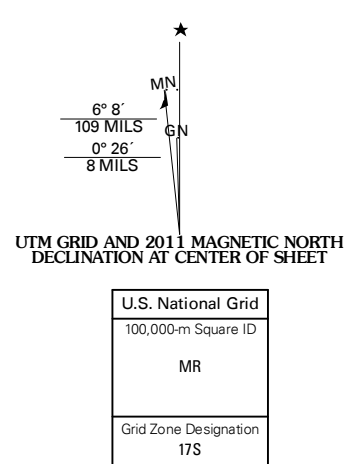 MN
6° 8´
109 MILS
GN
0° 26´
8 MILS
UTM GRID AND 2011 MAGNETIC NORTH
DECLINATION AT CENTER OF SHEET
U.S. National Grid
100,000-m Square ID
MR
Grid Zone Designation
17S